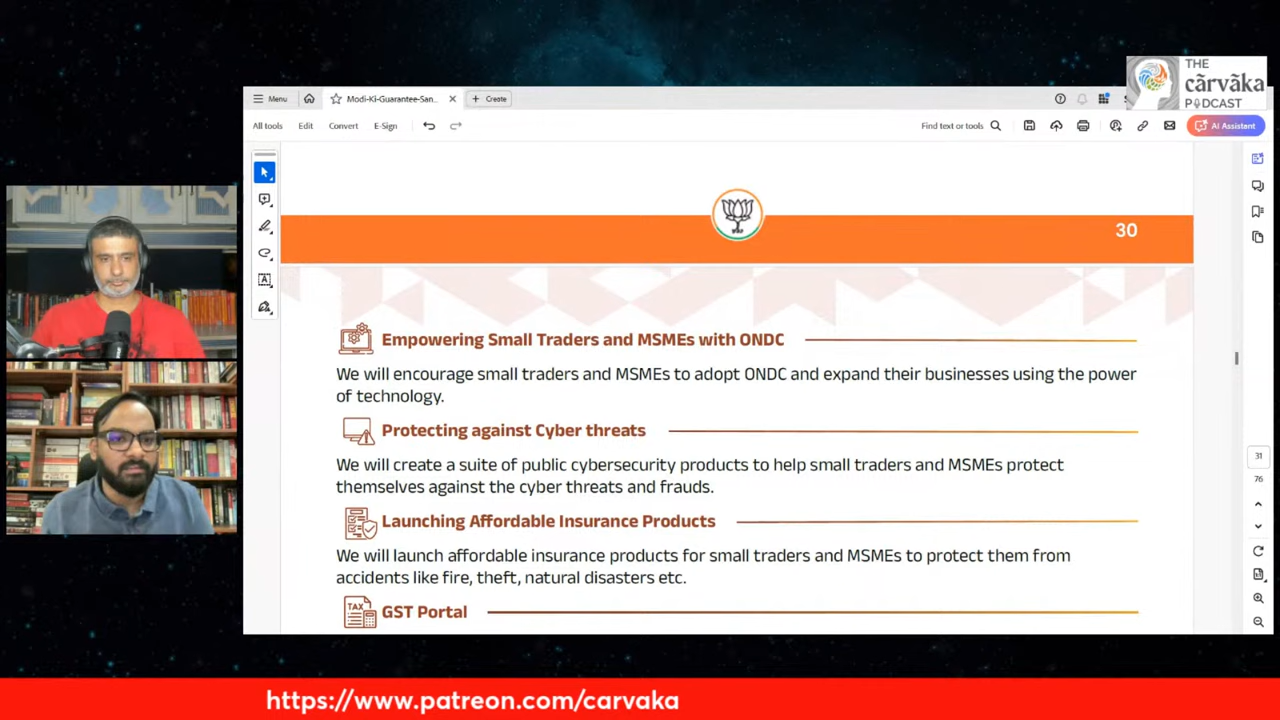 THE
cārvāka
PODCAST
Menu
Modi-Ki-Guarantee-San...
Create
All tools
Edit
Convert
E-Sign
Find text or tools
AI Assistant
30
Empowering Small Traders and MSMEs with ONDC
We will encourage small traders and MSMEs to adopt ONDC and expand their businesses using the power
of technology.
Protecting against Cyber threats
We will create a suite of public cybersecurity products to help small traders and MSMEs protect
themselves against the cyber threats and frauds.
Launching Affordable Insurance Products
We will launch affordable insurance products for small traders and MSMEs to protect them from
accidents like fire, theft, natural disasters etc.
TAX
GST Portal
31
76
https://www.patreon.com/carvaka